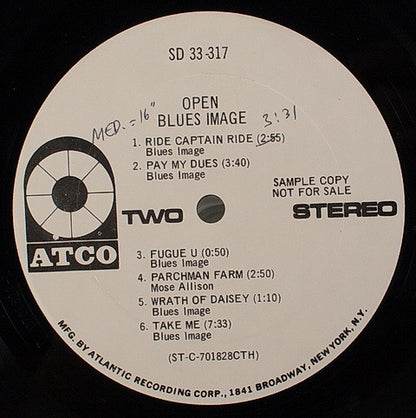 SD 33-317
OPEN
BLUES IMAGE
MED. = 16"
3:31
1. RIDE CAPTAIN RIDE (2:55)
Blues Image
2. PAY MY DUES (3:40)
Blues Image
SAMPLE COPY
NOT FOR SALE
TWO
STEREO
ATCO
3. FUGUE U (0:50)
Blues Image
4. PARCHMAN FARM (2:50)
Mose Allison
5. WRATH OF DAISEY (1:10)
Blues Image
6. TAKE ME (7:33)
Blues Image
(ST-C-701828CTH)
MFG. BY ATLANTIC RECORDING CORP., 1841 BROADWAY, NEW YORK, N.Y.